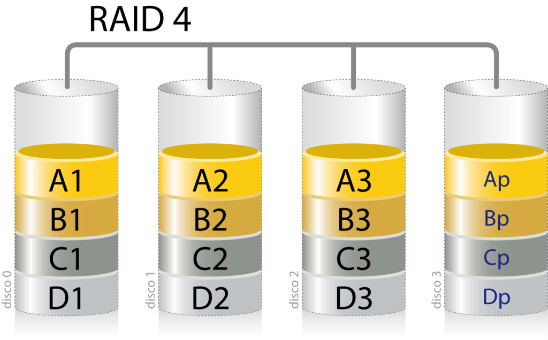 RAID 4
A1 A2 A3 Ap
B1 B2 B3 Bp
C1 C2 C3 Cp
D1 D2 D3 Dp
disco 0 disco 1 disco 2 disco 3